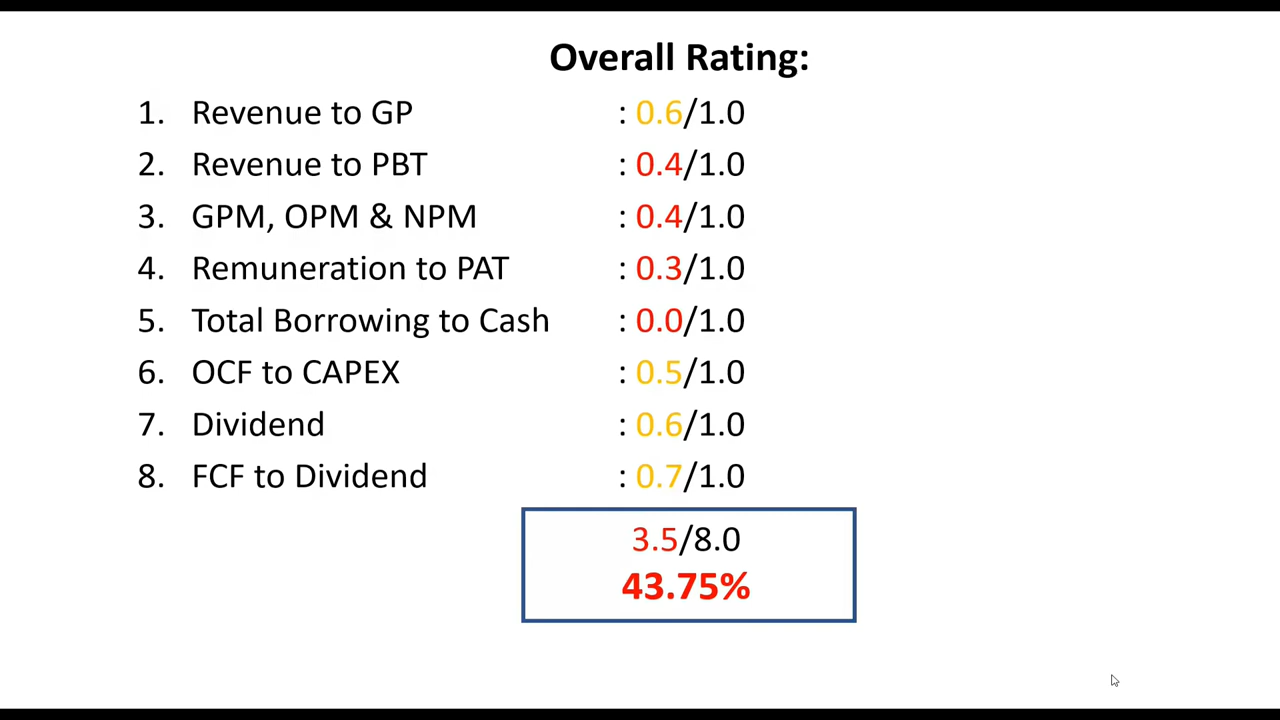 Overall Rating:
1. Revenue to GP : 0.6/1.0
2. Revenue to PBT : 0.4/1.0
3. GPM, OPM & NPM : 0.4/1.0
4. Remuneration to PAT : 0.3/1.0
5. Total Borrowing to Cash : 0.0/1.0
6. OCF to CAPEX : 0.5/1.0
7. Dividend : 0.6/1.0
8. FCF to Dividend : 0.7/1.0
3.5/8.0
43.75%